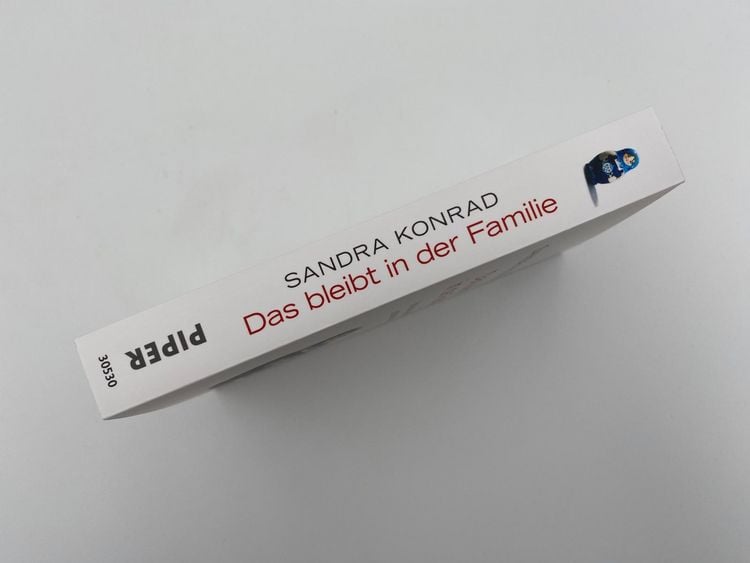 SANDRA KONRAD
Das bleibt in der Familie
PIPER
30530